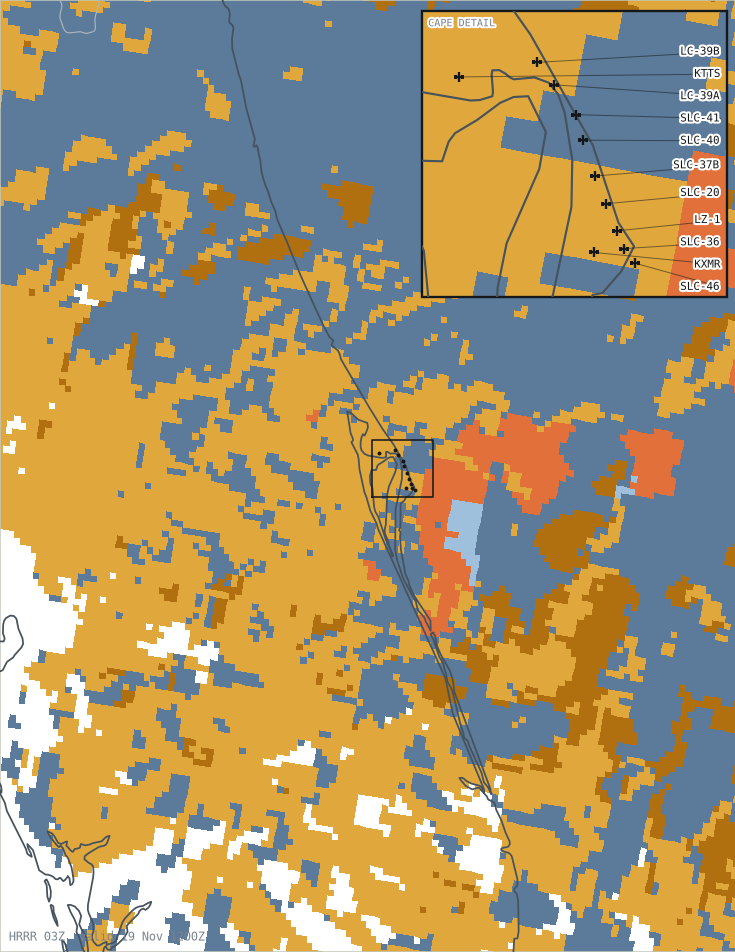 CAPE DETAIL
LC-39B
KTTS
LC-39A
SLC-41
SLC-40
SLC-37B
SLC-20
LZ-1
SLC-36
KXMR
SLC-46
HRRR 03Z 29 Nov